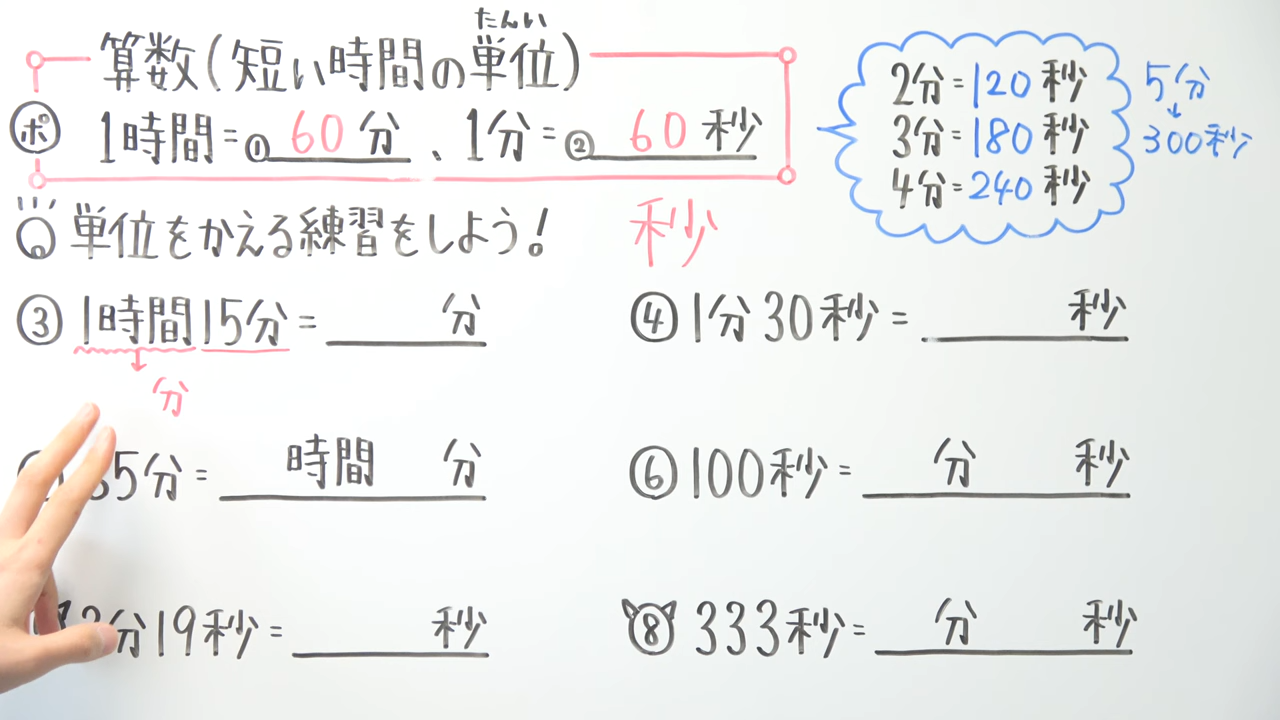 たんい
算数(短い時間の単位)
ポ 1時間=① 60 分、1分=② 60 秒
2分=120秒
3分=180秒
4分=240秒
5分
↓
300秒
単位をかえる練習をしよう!
秒
③ 1時間15分= 分
↓
分
④ 1分30秒= 秒
5分= 時間 分
⑥ 100秒= 分 秒
分19秒= 秒
⑧ 333秒= 分 秒